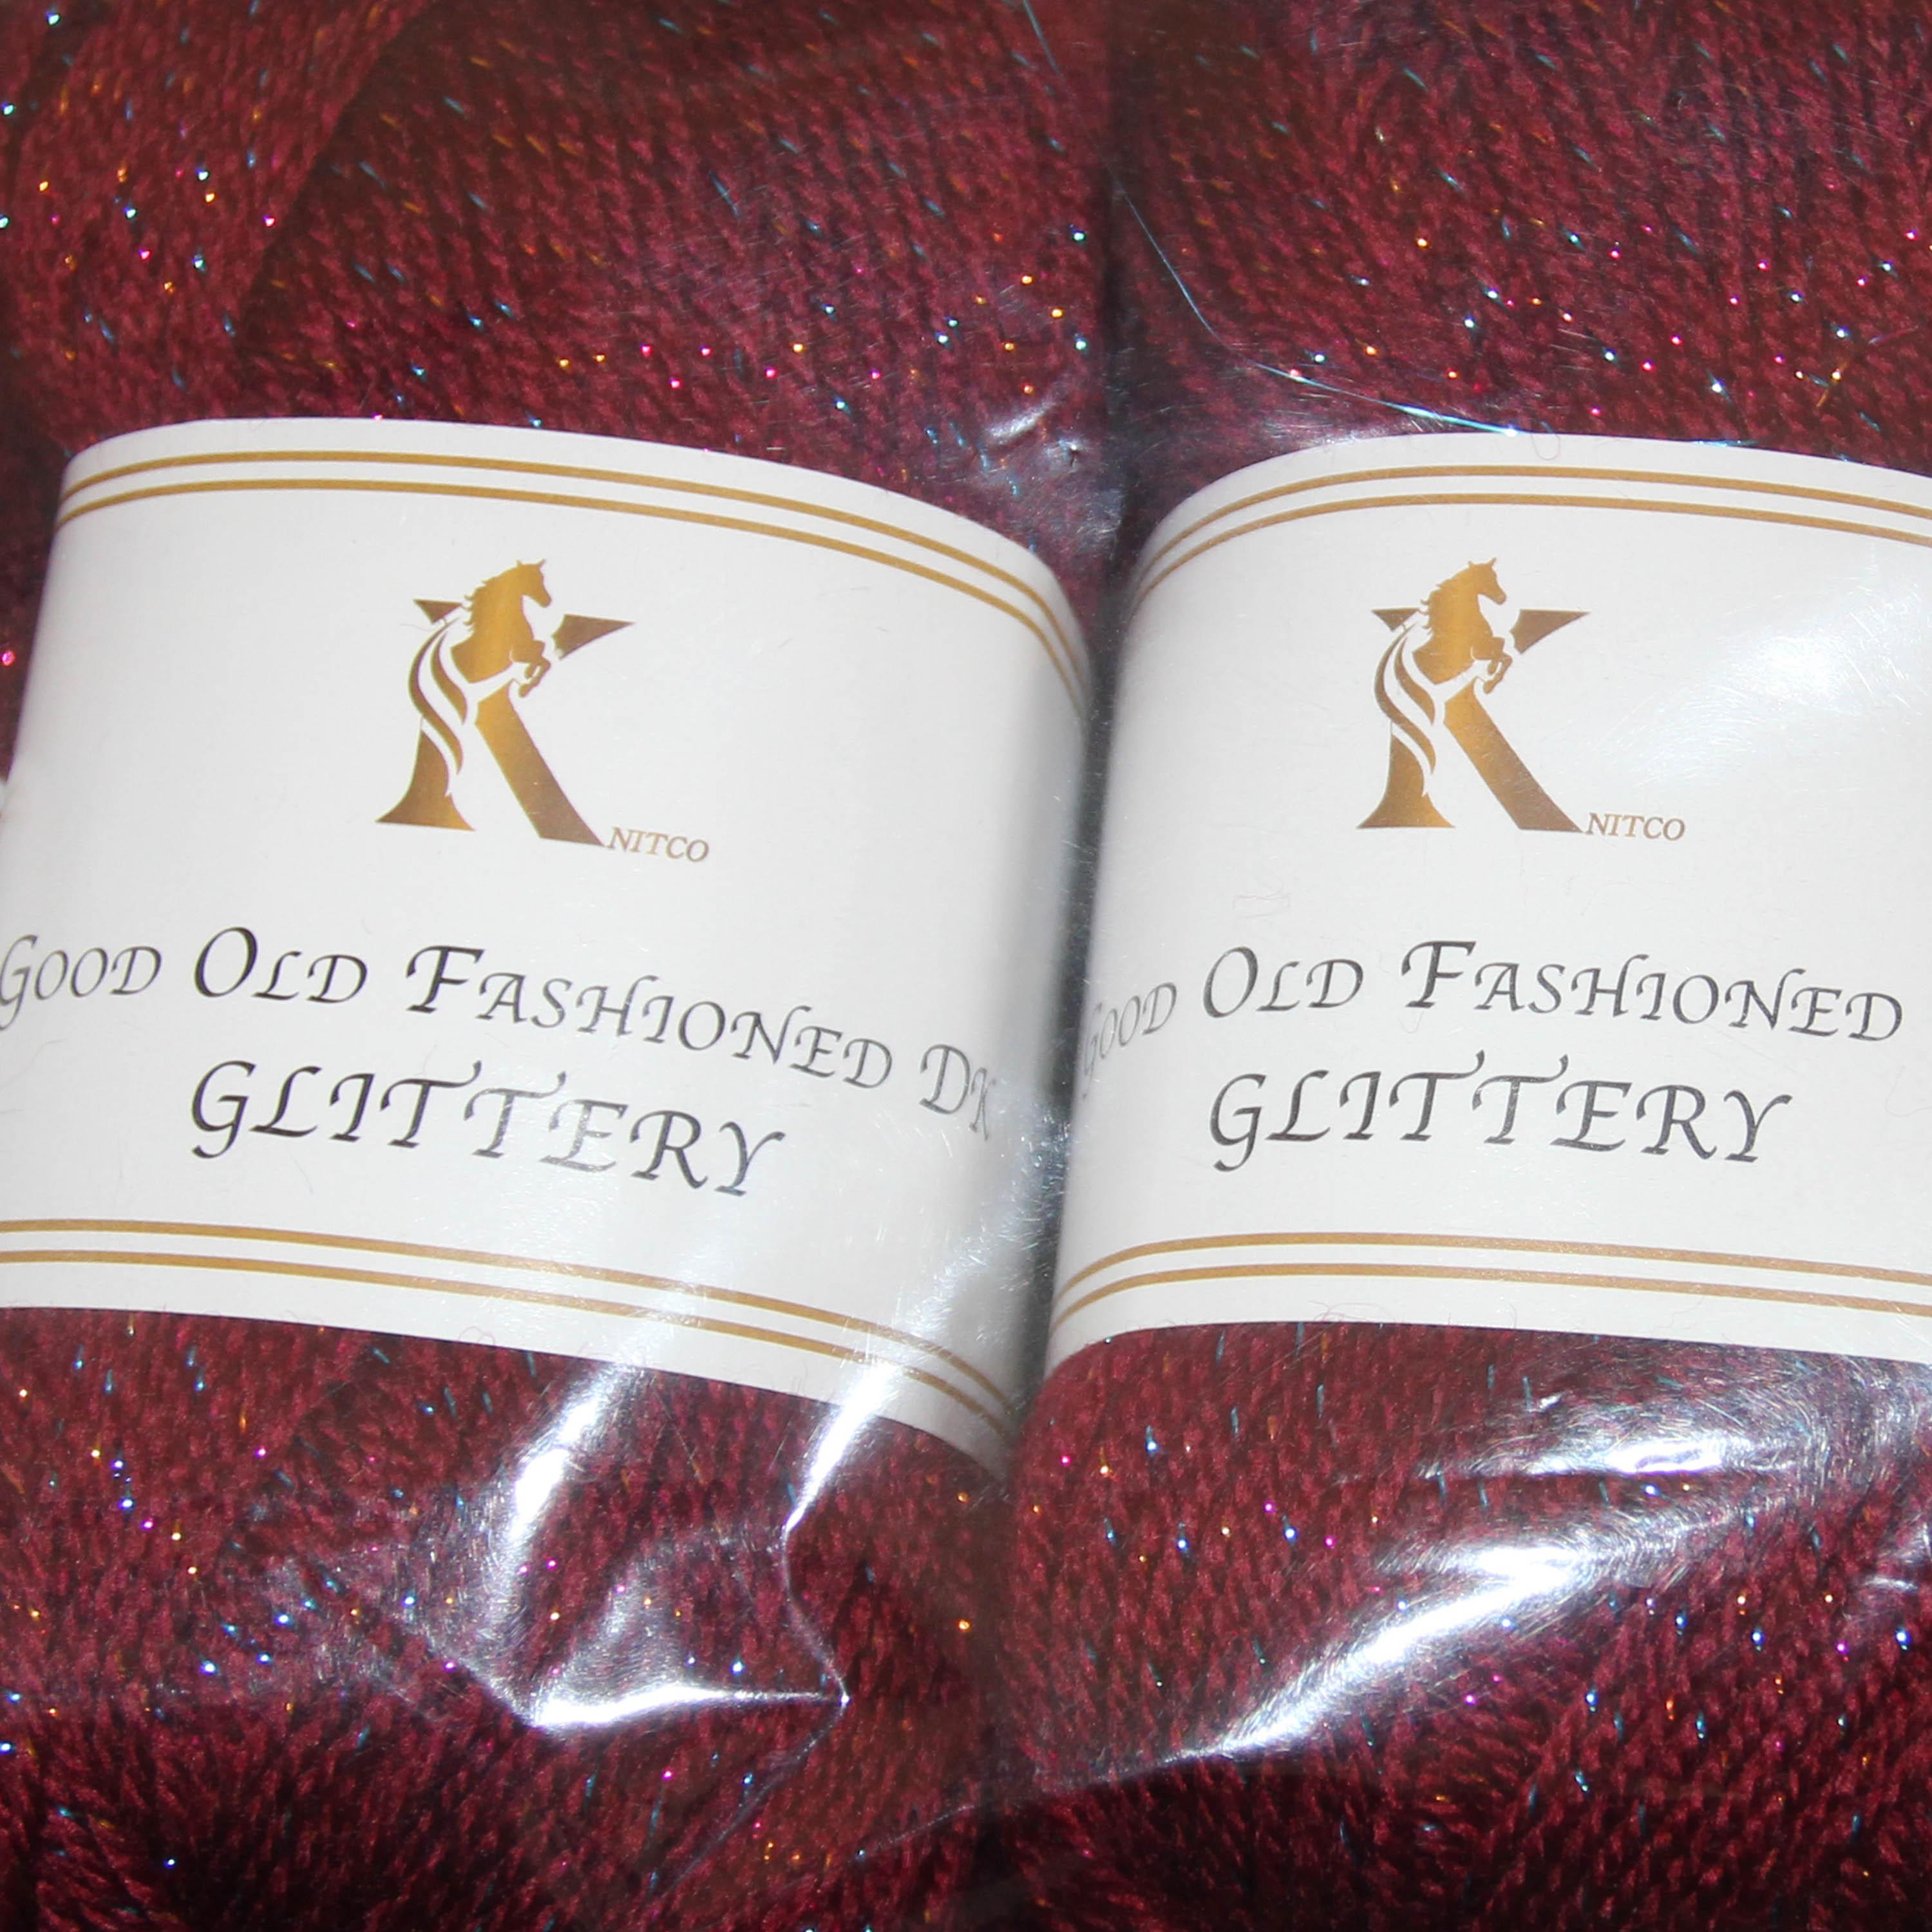 KNITCO
GOOD OLD FASHIONED DK
GLITTERY
KNITCO
GOOD OLD FASHIONED
GLITTERY